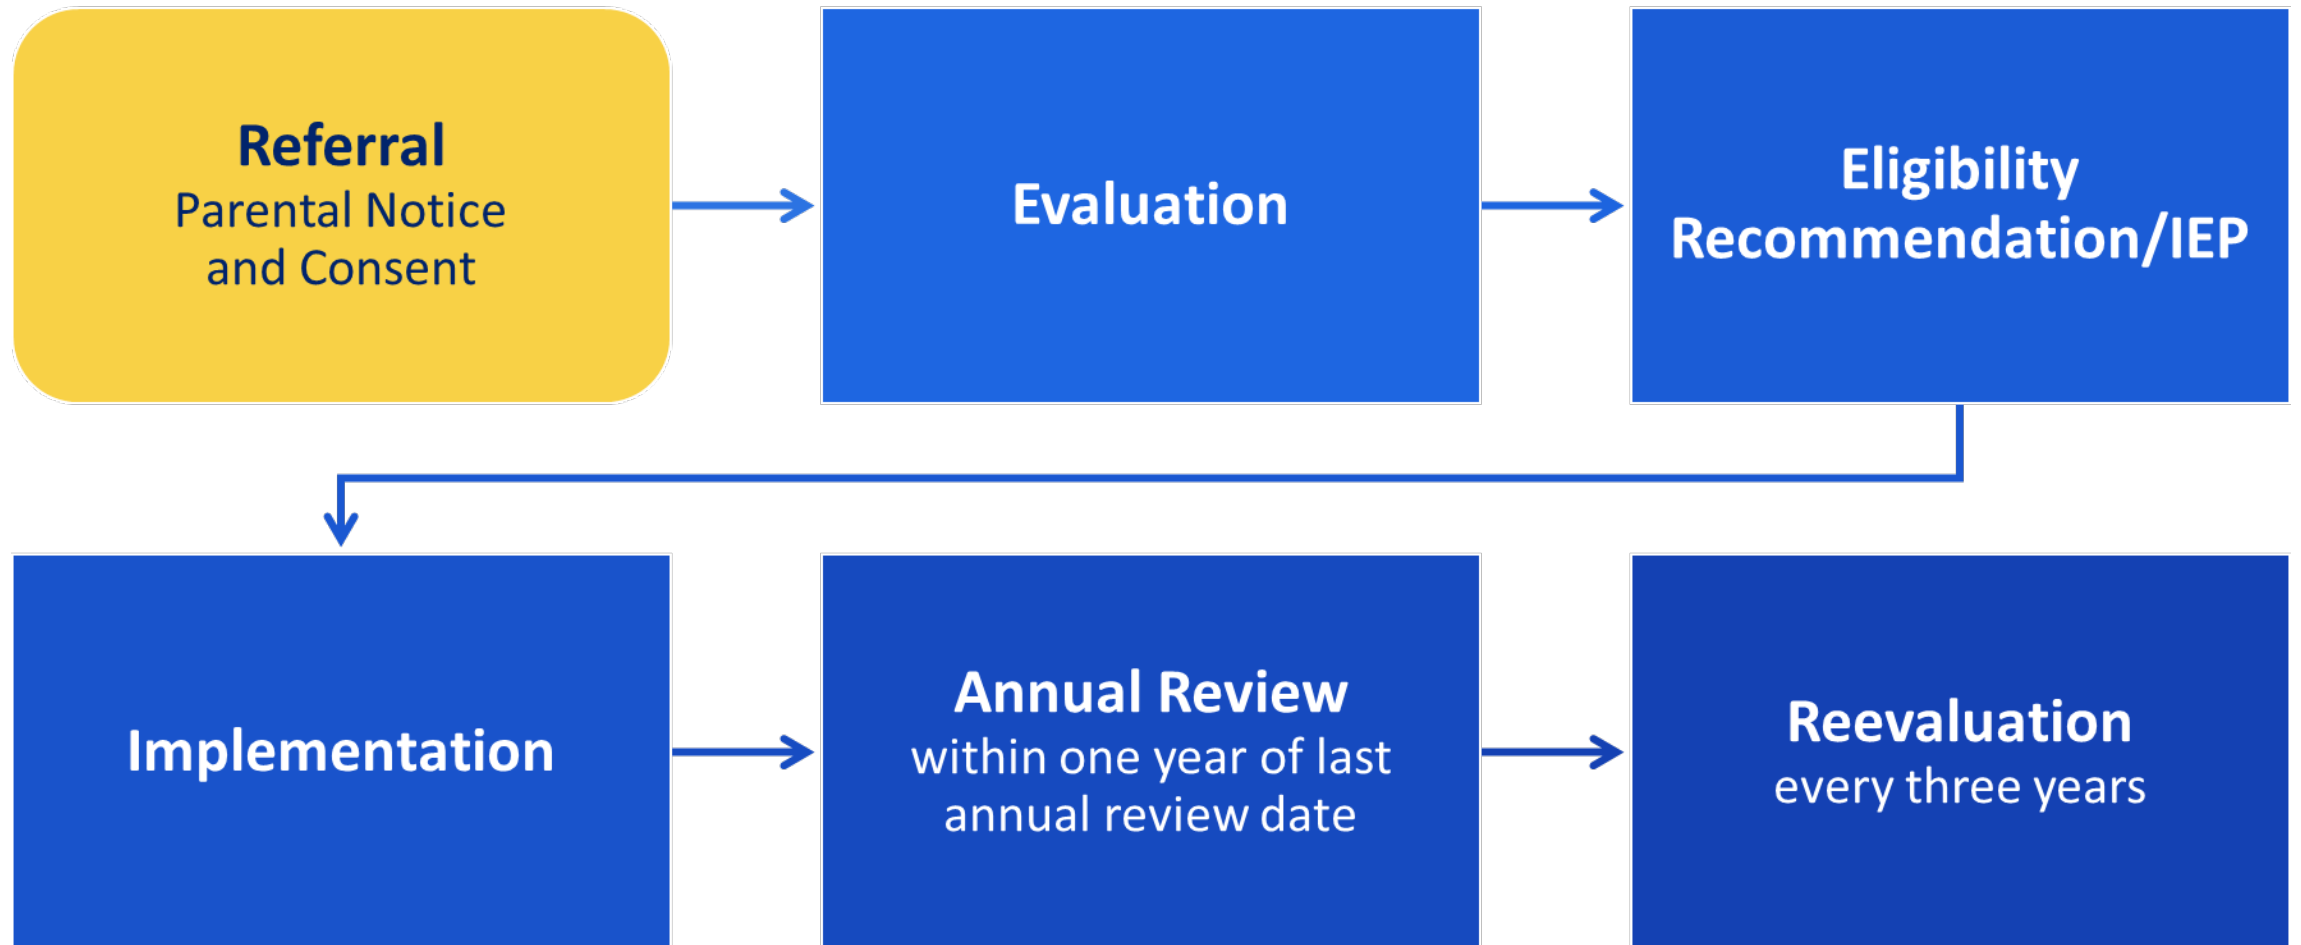 Referral
Parental Notice
and Consent
Evaluation
Eligibility
Recommendation/IEP
Implementation
Annual Review
within one year of last
annual review date
Reevaluation
every three years